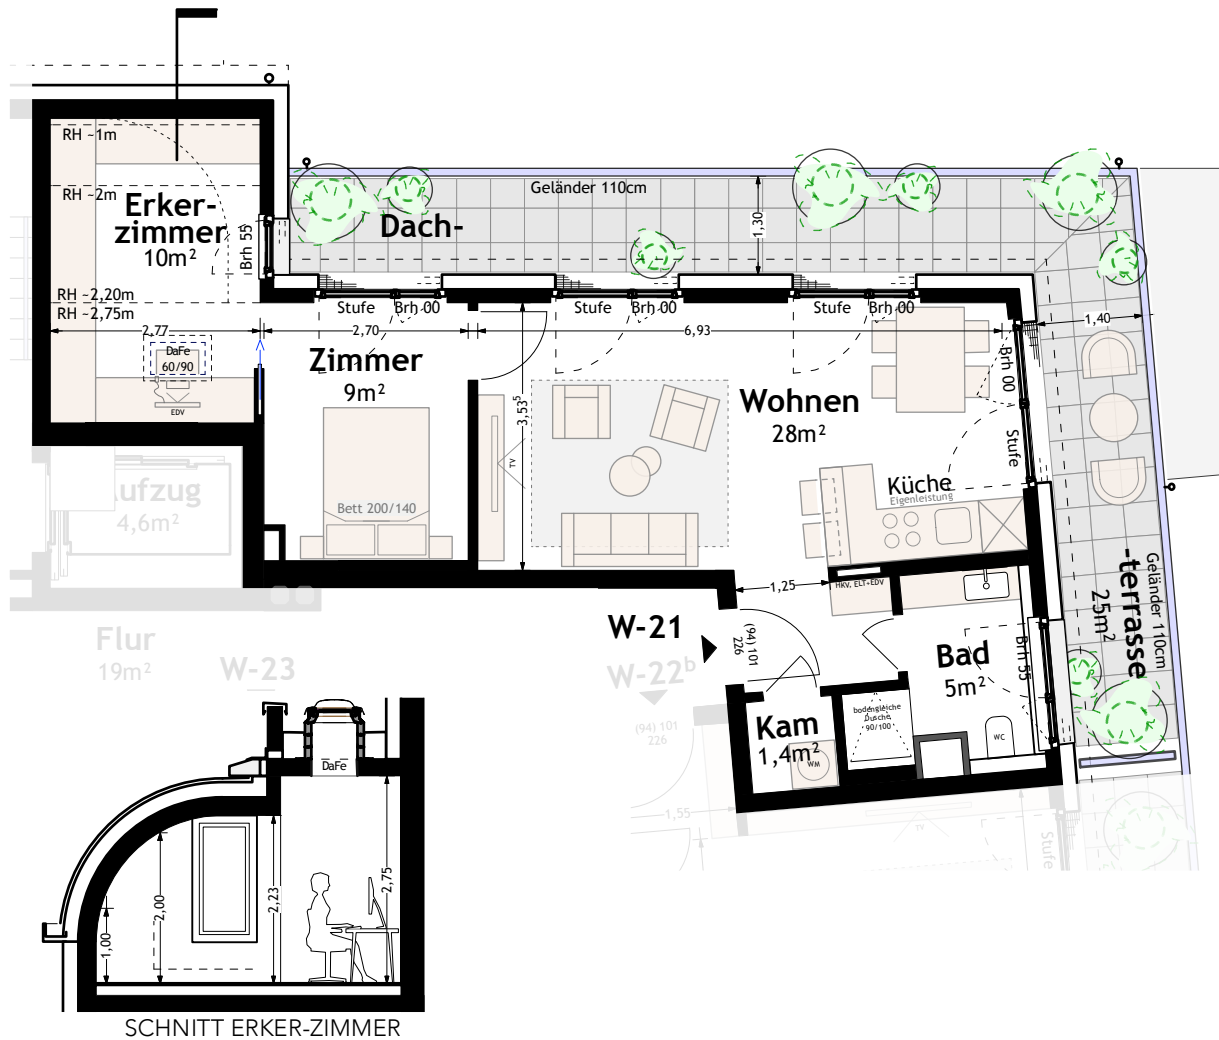 RH ~1m
RH ~2m
Erker-
zimmer
10m²
Brh 55
RH ~2,20m
RH ~2,75m
2,77
DaFe
60/90
EDV
Geländer 110cm
Dach-
1,30
Stufe
Brh 00
Stufe
Brh 00
Stufe
Brh 00
2,70
6,93
1,40
Zimmer
9m²
3,53⁵
TV
Bett 200/140
Wohnen
28m²
Brh 00
Stufe
Küche
Eigenleistung
-terrasse
25m²
Geländer 110cm
Aufzug
4,6m²
Flur
19m²
W-23
W-21
W-22ᵇ
(94) 101
226
(94) 101
226
1,25
HKV, ELT+EDV
Bad
5m²
Brh 55
bodengleiche
Dusche
90/100
WC
Kam
1,4m²
WM
1,55
TV
Stufe
DaFe
1,00
2,00
2,23
2,75
SCHNITT ERKER-ZIMMER